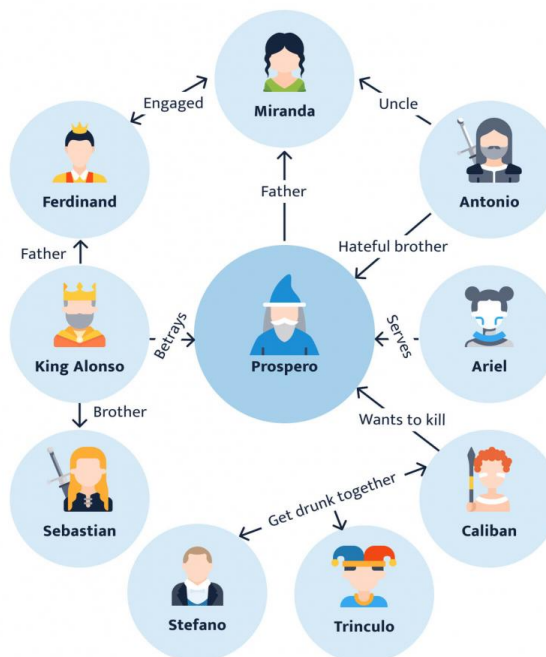 Miranda
Engaged
Uncle
Ferdinand
Father
Antonio
Father
Hateful brother
King Alonso
Betrays
Prospero
Serves
Ariel
Brother
Wants to kill
Sebastian
Get drunk together
Caliban
Stefano
Trinculo